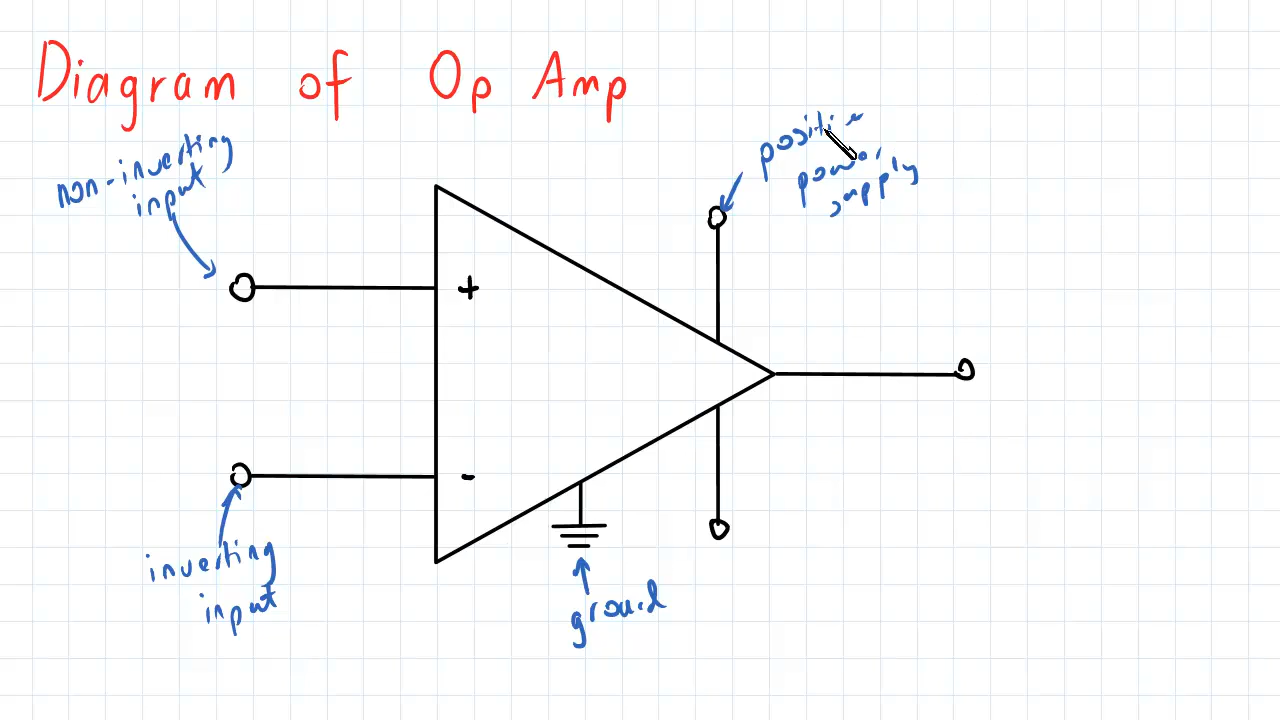 Diagram of Op Amp
non-inverting
input
positive
power
supply
+
-
inverting
input
ground